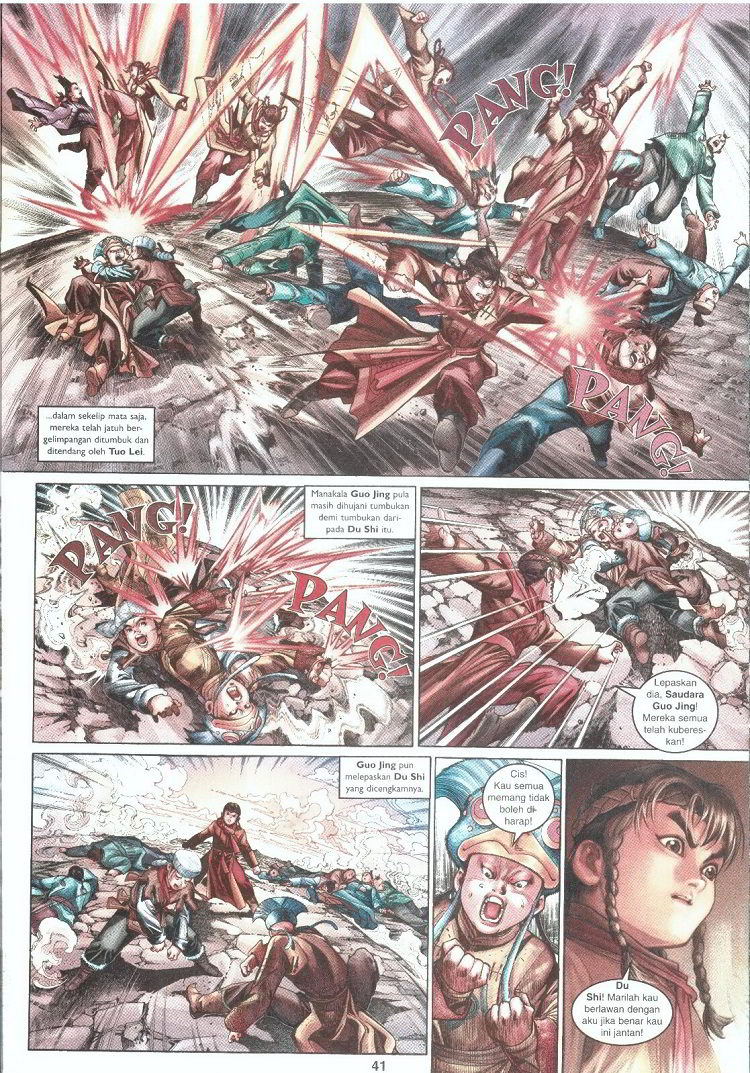 PANG!
...dalam sekelip mata saja,
mereka telah jatuh ber-
gelimpangan ditumbuk dan
ditendang oleh Tuo Lei.
PANG!
Manakala Guo Jing pula
masih dihujani tumbukan
demi tumbukan dari-
pada Du Shi itu.
PANG!
PANG!
Lepaskan
dia, Saudara
Guo Jing!
Mereka semua
telah kuberes-
kan!
Guo Jing pun
melepaskan Du Shi
yang dicengkamnya.
Cis!
Kau semua
memang tidak
boleh di-
harap!
Du
Shi! Marilah kau
berlawan dengan
aku jika benar kau
ini jantan!
41